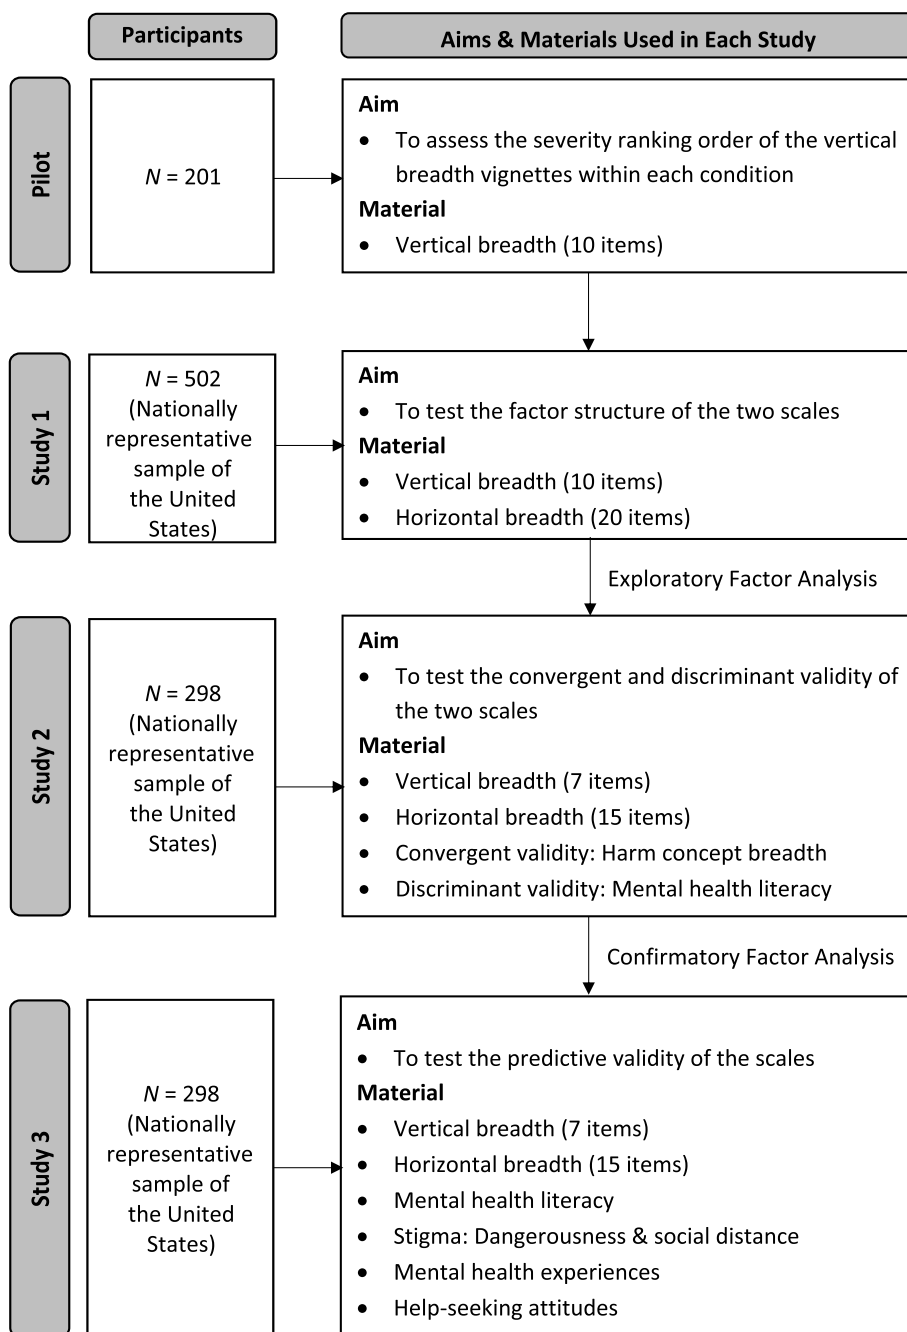 Participants
Aims & Materials Used in Each Study
Pilot
N = 201
Aim
• To assess the severity ranking order of the vertical
breadth vignettes within each condition
Material
• Vertical breadth (10 items)
Study 1
N = 502
(Nationally
representative
sample of
the United
States)
Aim
• To test the factor structure of the two scales
Material
• Vertical breadth (10 items)
• Horizontal breadth (20 items)
Exploratory Factor Analysis
Study 2
N = 298
(Nationally
representative
sample of
the United
States)
Aim
• To test the convergent and discriminant validity of
the two scales
Material
• Vertical breadth (7 items)
• Horizontal breadth (15 items)
• Convergent validity: Harm concept breadth
• Discriminant validity: Mental health literacy
Confirmatory Factor Analysis
Study 3
N = 298
(Nationally
representative
sample of
the United
States)
Aim
• To test the predictive validity of the scales
Material
• Vertical breadth (7 items)
• Horizontal breadth (15 items)
• Mental health literacy
• Stigma: Dangerousness & social distance
• Mental health experiences
• Help-seeking attitudes